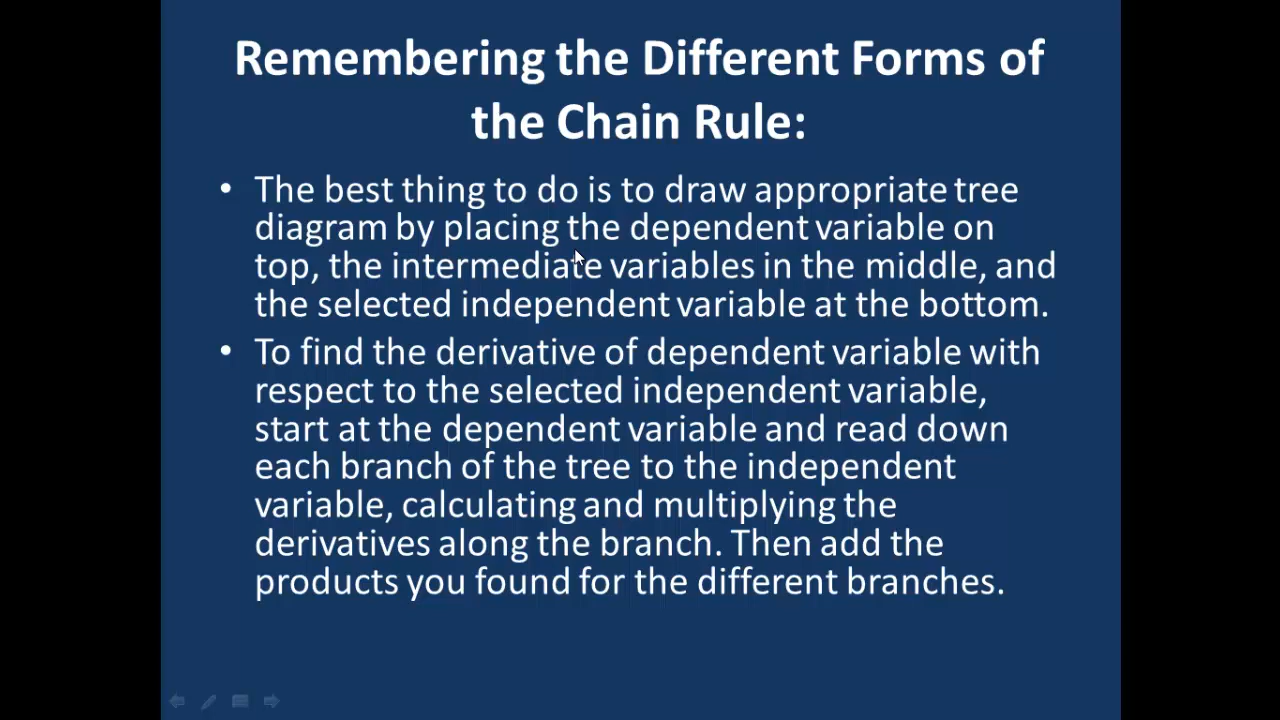 Remembering the Different Forms of
the Chain Rule:
• The best thing to do is to draw appropriate tree
diagram by placing the dependent variable on
top, the intermediate variables in the middle, and
the selected independent variable at the bottom.
• To find the derivative of dependent variable with
respect to the selected independent variable,
start at the dependent variable and read down
each branch of the tree to the independent
variable, calculating and multiplying the
derivatives along the branch. Then add the
products you found for the different branches.